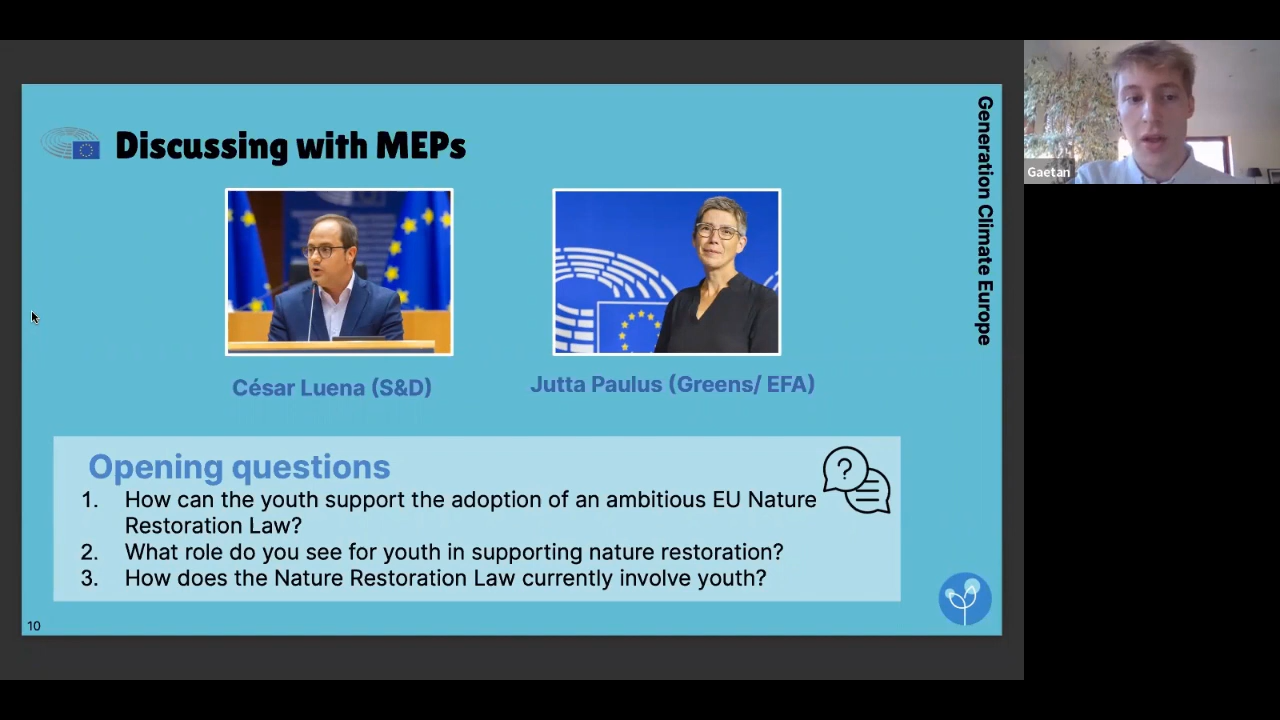 Discussing with MEPs
Generation Climate Europe
Gaetan
César Luena (S&D)
Jutta Paulus (Greens/ EFA)
Opening questions
?
1. How can the youth support the adoption of an ambitious EU Nature
Restoration Law?
2. What role do you see for youth in supporting nature restoration?
3. How does the Nature Restoration Law currently involve youth?
10